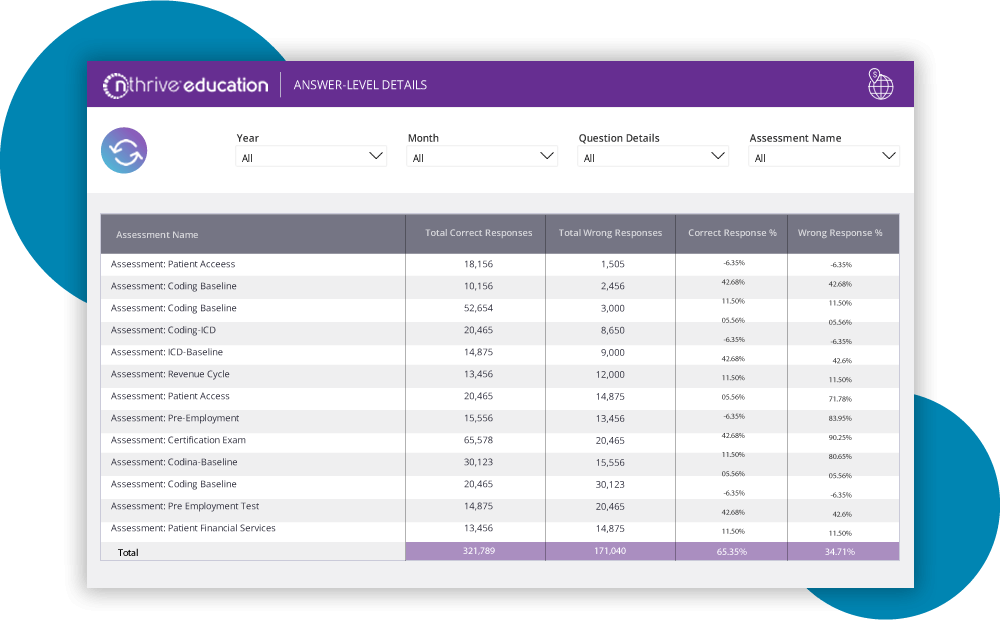 nthrive education ANSWER-LEVEL DETAILS
Year Month Question Details Assessment Name
All All All All
Assessment Name Total Correct Responses Total Wrong Responses Correct Response % Wrong Response %
Assessment: Patient Acceess 18,156 1,505 -6.35% -6.35%
Assessment: Coding Baseline 10,156 2,456 42.68% 42.68%
Assessment: Coding Baseline 52,654 3,000 11.50% 11.50%
Assessment: Coding-ICD 20,465 8,650 05.56% 05.56%
-6.35% -6.35%
Assessment: ICD-Baseline 14,875 9,000 42.68% 42.6%
Assessment: Revenue Cycle 13,456 12,000 11.50% 11.50%
Assessment: Patient Access 20,465 14,875 05.56% 71.78%
Assessment: Pre-Employment 15,556 13,456 -6.35% 83.95%
Assessment: Certification Exam 65,578 20,465 42.68% 90.25%
Assessment: Codina-Baseline 30,123 15,556 11.50% 80.65%
05.56% 05.56%
Assessment: Coding Baseline 20,465 30,123 -6.35% -6.35%
Assessment: Pre Employment Test 14,875 20,465 42.68% 42.6%
Assessment: Patient Financial Services 13,456 14,875 11.50% 11.50%
Total 321,789 171,040 65.35% 34.71%